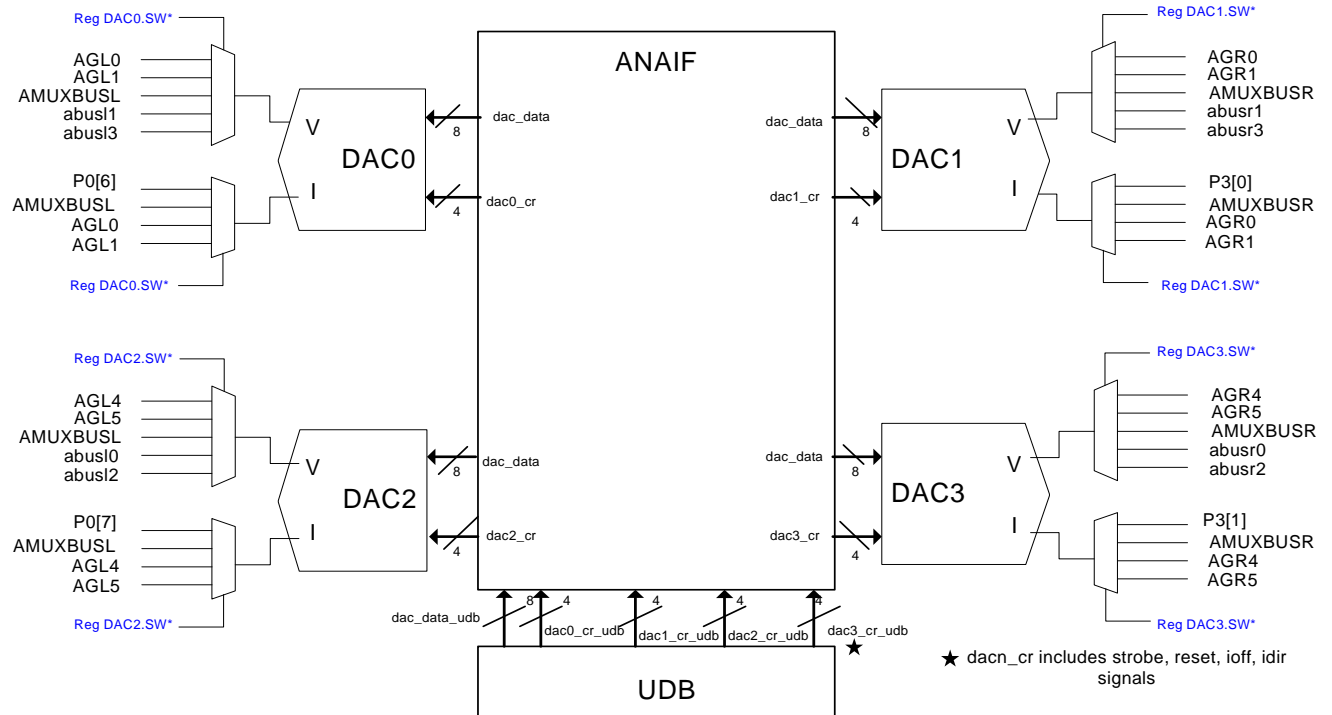 Reg DAC0.SW*
AGL0
AGL1
AMUXBUSL
abusl1
abusl3
V
I
DAC0
P0[6]
AMUXBUSL
AGL0
AGL1
Reg DAC0.SW*
dac_data
8
dac0_cr
4
ANAIF
Reg DAC1.SW*
AGR0
AGR1
AMUXBUSR
abusr1
abusr3
V
I
DAC1
P3[0]
AMUXBUSR
AGR0
AGR1
Reg DAC1.SW*
dac_data
8
dac1_cr
4
Reg DAC2.SW*
AGL4
AGL5
AMUXBUSL
abusl0
abusl2
V
I
DAC2
P0[7]
AMUXBUSL
AGL4
AGL5
Reg DAC2.SW*
dac_data
8
dac2_cr
4
Reg DAC3.SW*
AGR4
AGR5
AMUXBUSR
abusr0
abusr2
V
I
DAC3
P3[1]
AMUXBUSR
AGR4
AGR5
Reg DAC3.SW*
dac_data
8
dac3_cr
4
8
4
4
4
4
dac_data_udb
dac0_cr_udb
dac1_cr_udb
dac2_cr_udb
dac3_cr_udb
UDB
★ dacn_cr includes strobe, reset, ioff, idir
signals